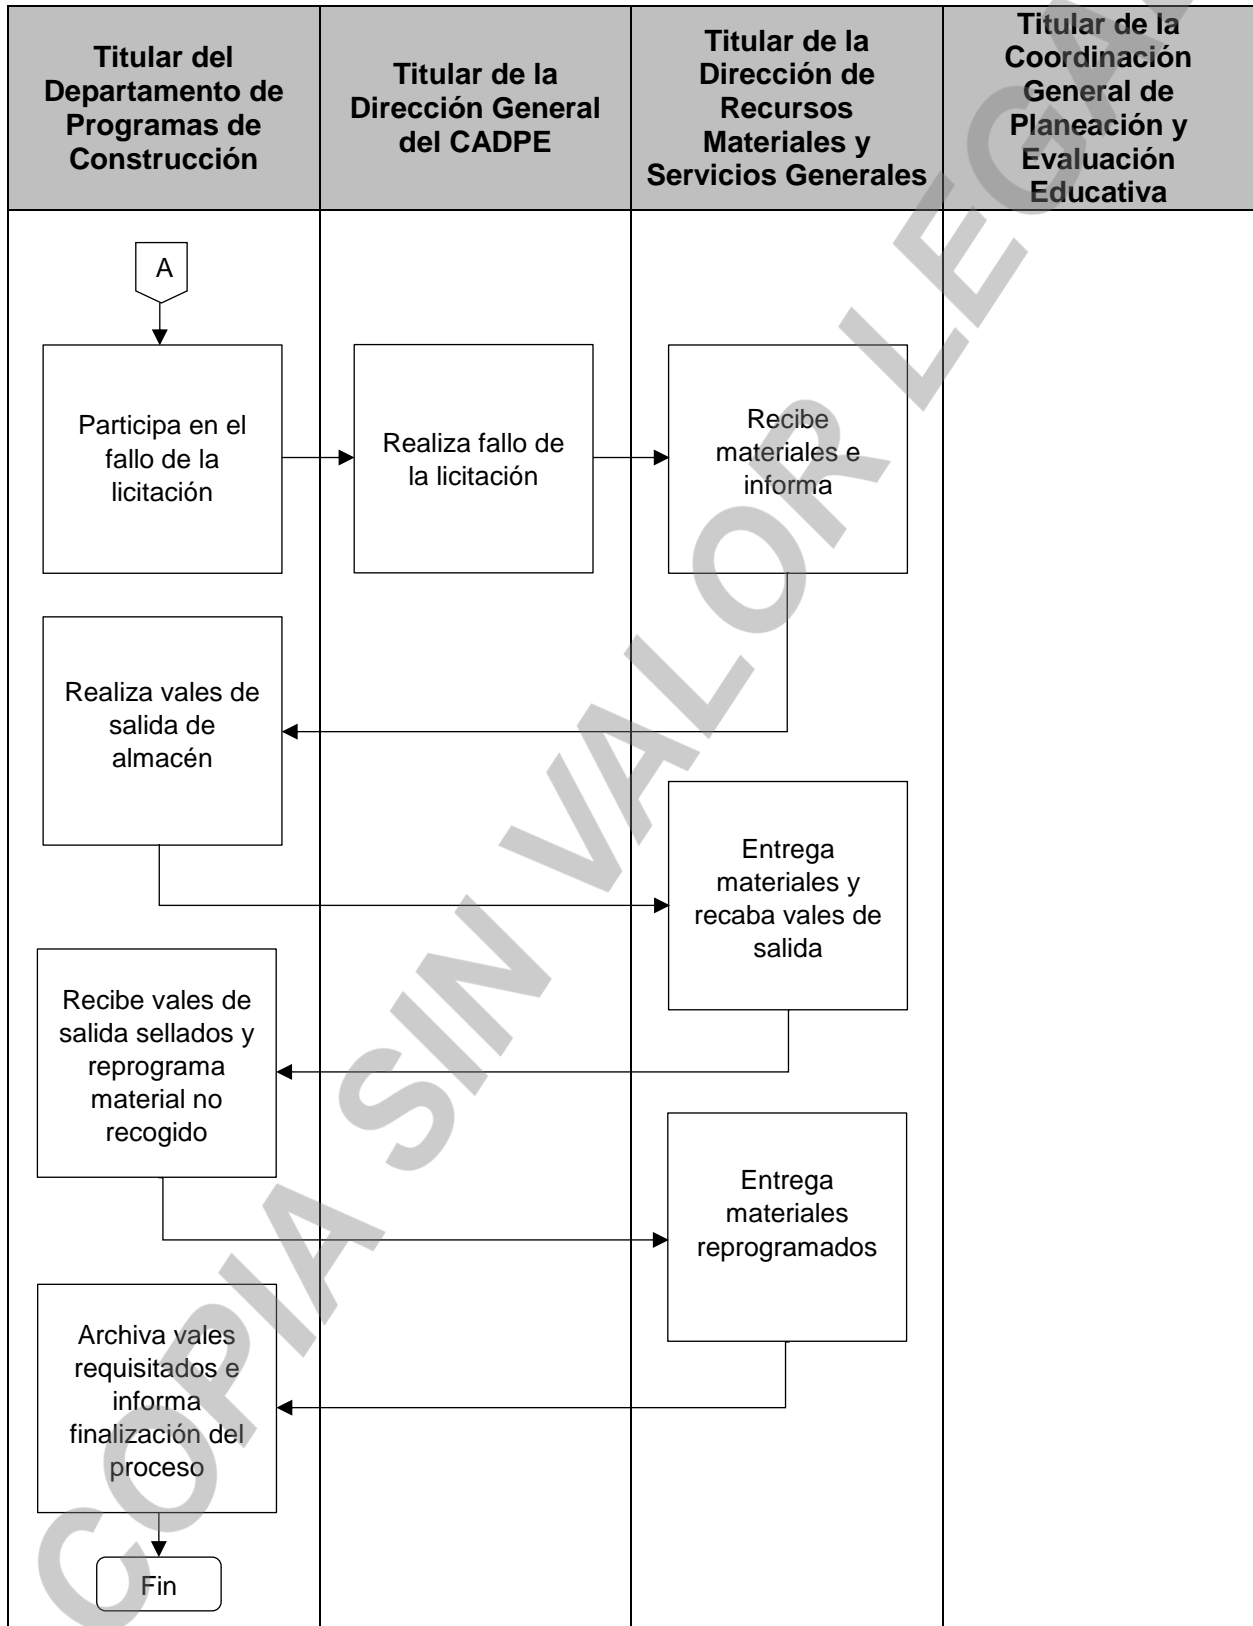 Titular del
Departamento de
Programas de
Construcción
Titular de la
Dirección General
del CADPE
Titular de la
Dirección de
Recursos
Materiales y
Servicios Generales
Titular de la
Coordinación
General de
Planeación y
Evaluación
Educativa
A
Participa en el
fallo de la
licitación
Realiza fallo de
la licitación
Recibe
materiales e
informa
Realiza vales de
salida de
almacén
Entrega
materiales y
recaba vales de
salida
Recibe vales de
salida sellados y
reprograma
material no
recogido
Entrega
materiales
reprogramados
Archiva vales
requisitados e
informa
finalización del
proceso
Fin
COPIA SIN VALOR LEGAL